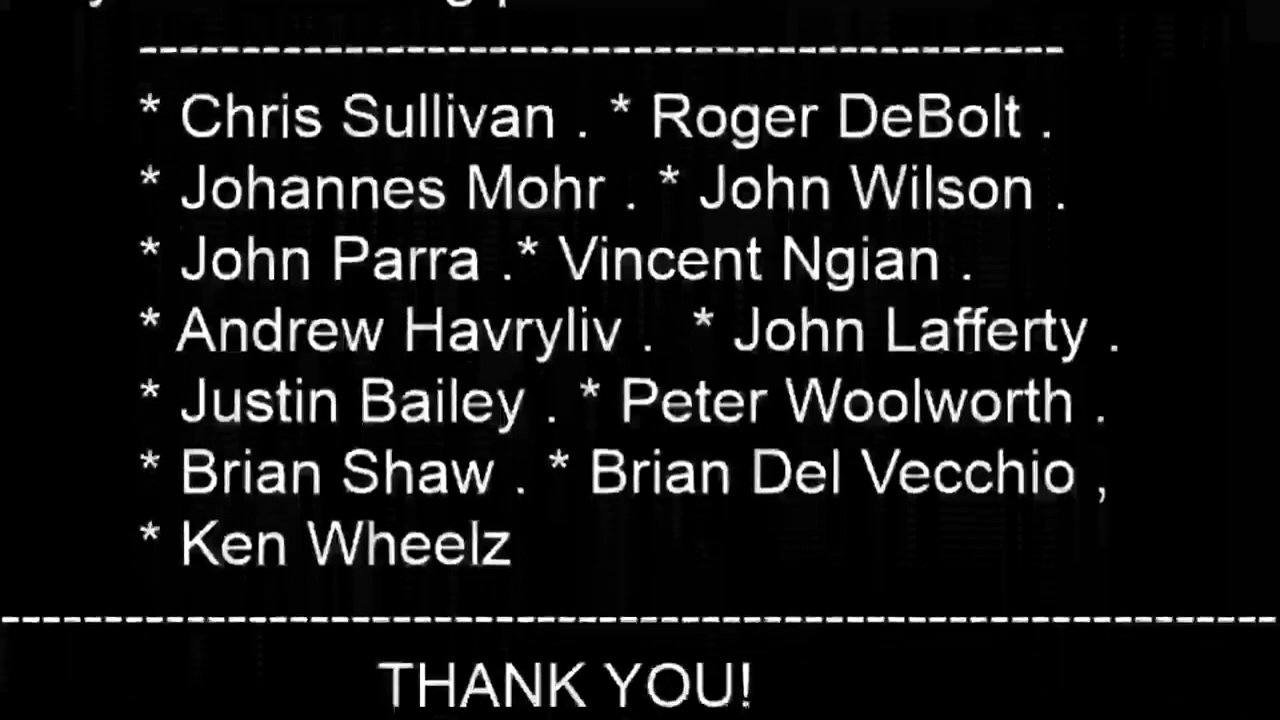 ---------------------------------------------
* Chris Sullivan . * Roger DeBolt .
* Johannes Mohr . * John Wilson .
* John Parra .* Vincent Ngian .
* Andrew Havryliv .  * John Lafferty .
* Justin Bailey . * Peter Woolworth .
* Brian Shaw . * Brian Del Vecchio ,
* Ken Wheelz
--------------------------------------------------------------
THANK YOU!